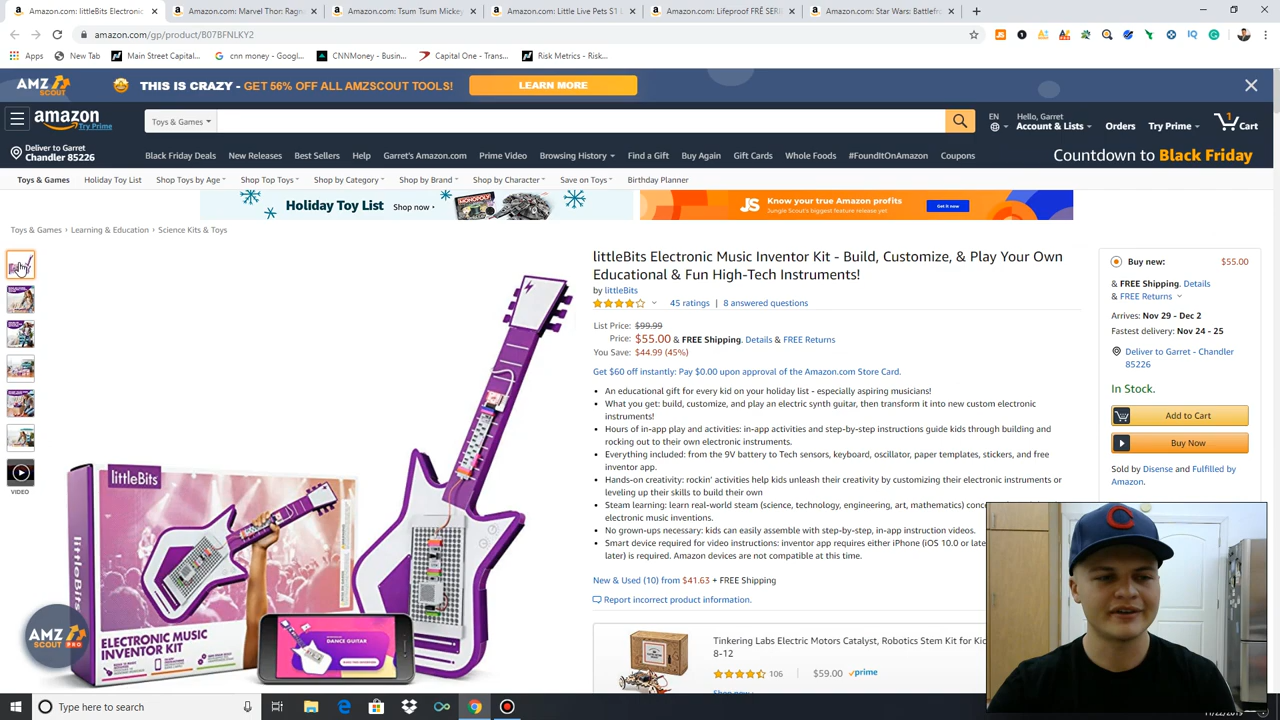 Amazon.com: littleBits Electronic
Amazon.com: Marvel Thor: Ragn
Amazon.com: Tsum Tsum Mickey
Amazon.com: Little Live Pets S1 L
Amazon.com: Lifeproof FRĒ SERI
Amazon.com: Star Wars: Battlefr
amazon.com/gp/product/B07BFNLKY2
Apps
New Tab
Main Street Capital...
cnn money - Googl...
CNNMoney - Busin...
Capital One - Trans...
Risk Metrics - Risk...
AMZ SCOUT
THIS IS CRAZY - GET 56% OFF ALL AMZSCOUT TOOLS!
LEARN MORE
amazon
Try Prime
Toys & Games
EN
Hello, Garret
Account & Lists
Orders
Try Prime
1
Cart
Deliver to Garret
Chandler 85226
Black Friday Deals
New Releases
Best Sellers
Help
Garret's Amazon.com
Prime Video
Browsing History
Find a Gift
Buy Again
Gift Cards
Whole Foods
#FoundItOnAmazon
Coupons
Countdown to Black Friday
Toys & Games
Holiday Toy List
Shop Toys by Age
Shop Top Toys
Shop by Category
Shop by Brand
Shop by Character
Save on Toys
Birthday Planner
Holiday Toy List
Shop now
MONOPOLY
JS
Know your true Amazon profits
Jungle Scout's biggest feature release yet
Get it now
Toys & Games › Learning & Education › Science Kits & Toys
littleBits Electronic Music Inventor Kit - Build, Customize, & Play Your Own
Educational & Fun High-Tech Instruments!
by littleBits
45 ratings | 8 answered questions
List Price: $99.99
Price: $55.00 & FREE Shipping. Details & FREE Returns
You Save: $44.99 (45%)
Get $60 off instantly: Pay $0.00 upon approval of the Amazon.com Store Card.
• An educational gift for every kid on your holiday list - especially aspiring musicians!
• What you get: build, customize, and play an electric synth guitar, then transform it into new custom electronic
instruments!
• Hours of in-app play and activities: in-app activities and step-by-step instructions guide kids through building and
rocking out to their own electronic instruments.
• Everything included: from the 9V battery to Tech sensors, keyboard, oscillator, paper templates, stickers, and free
inventor app.
• Hands-on creativity: rockin' activities help kids unleash their creativity by customizing their electronic instruments or
leveling up their skills to build their own
• Steam learning: learn real-world steam (science, technology, engineering, art, mathematics) conce
electronic music inventions.
• No grown-ups necessary: kids can easily assemble with step-by-step, in-app instruction videos.
• Smart device required for video instructions: inventor app requires either iPhone (iOS 10.0 or late
later) is required. Amazon devices are not compatible at this time.
New & Used (10) from $41.63 + FREE Shipping
Report incorrect product information.
Tinkering Labs Electric Motors Catalyst, Robotics Stem Kit for Kid
8-12
106 | $59.00 prime
Shop now
Buy new: $55.00
& FREE Shipping. Details
& FREE Returns
Arrives: Nov 29 - Dec 2
Fastest delivery: Nov 24 - 25
Deliver to Garret - Chandler
85226
In Stock.
Add to Cart
Buy Now
Sold by Disense and Fulfilled by
Amazon.
VIDEO
littleBits
littleBits
ELECTRONIC MUSIC
INVENTOR KIT
DANCE GUITAR
AMZ
SCOUT PRO
C
Type here to search